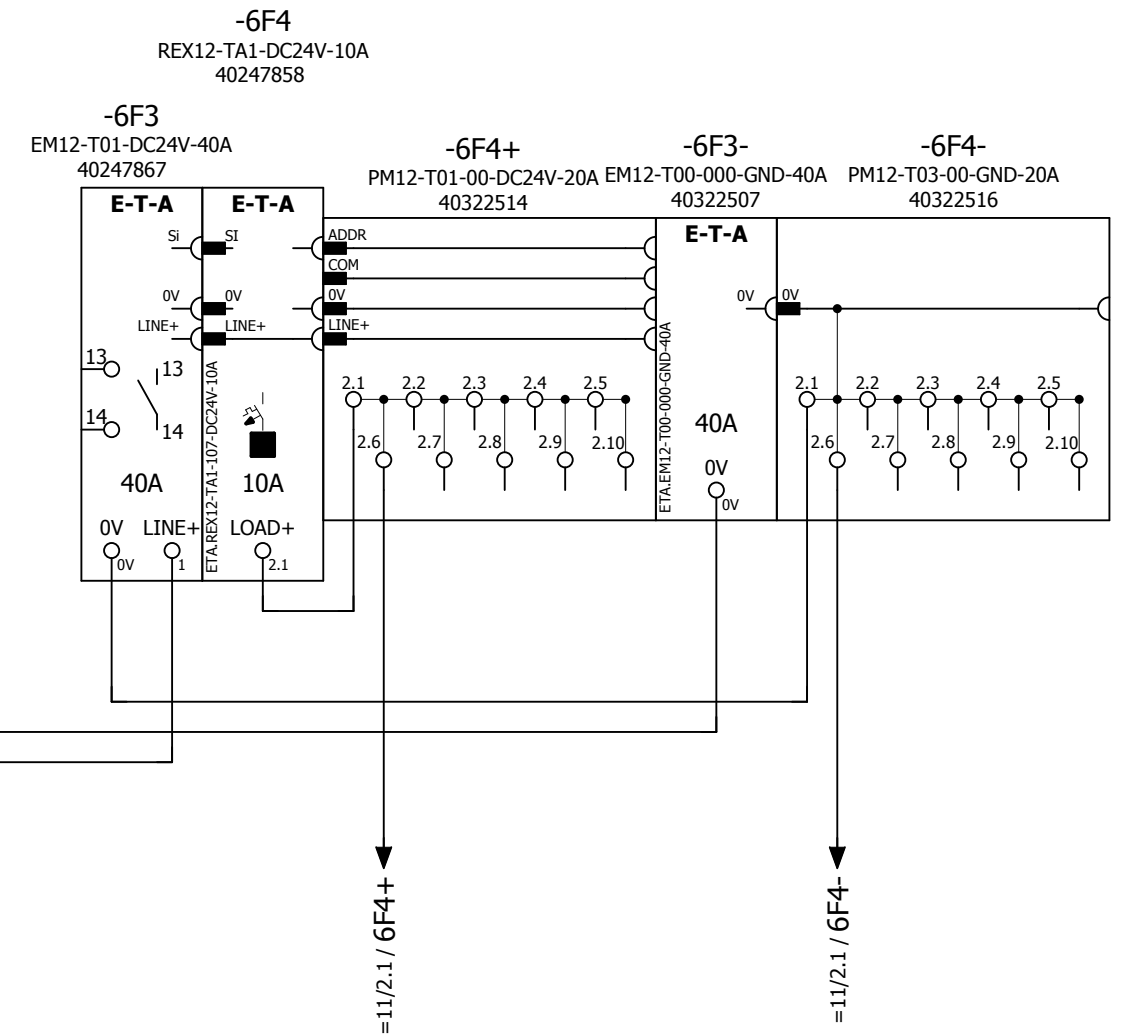 -6F4
REX12-TA1-DC24V-10A
40247858
-6F3
EM12-T01-DC24V-40A
40247867
-6F4+
PM12-T01-00-DC24V-20A
40322514
-6F3-
EM12-T00-000-GND-40A
40322507
-6F4-
PM12-T03-00-GND-20A
40322516
E-T-A
E-T-A
E-T-A
Si
SI
ADDR
COM
0V
0V
0V
0V
0V
LINE+
LINE+
LINE+
13
13
14
14
40A
10A
40A
ETA.REX12-TA1-107-DC24V-10A
ETA.EM12-T00-000-GND-40A
2.1
2.2
2.3
2.4
2.5
2.6
2.7
2.8
2.9
2.10
2.1
2.2
2.3
2.4
2.5
2.6
2.7
2.8
2.9
2.10
0V
0V
0V
LINE+
LOAD+
0V
1
2.1
=11/2.1 / 6F4+
=11/2.1 / 6F4-